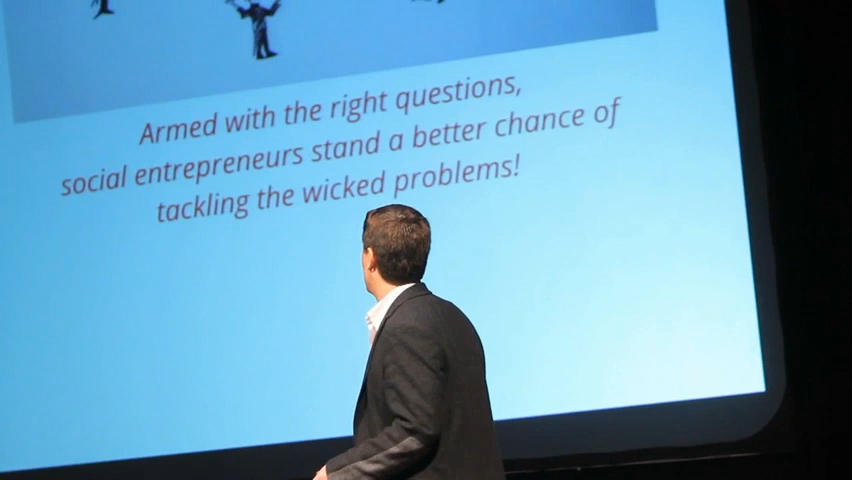 Armed with the right questions,
social entrepreneurs stand a better chance of
tackling the wicked problems!